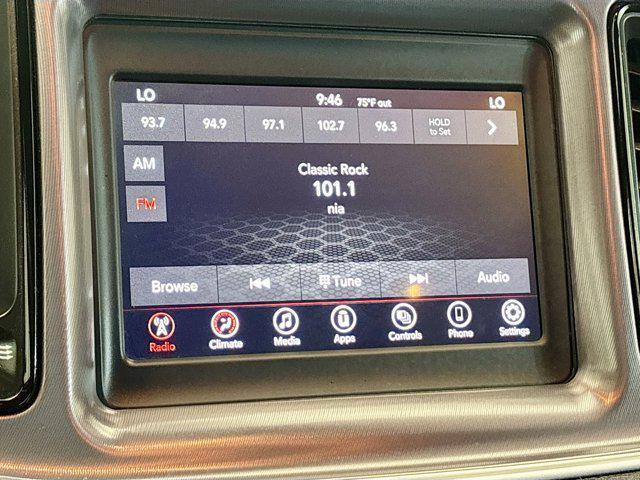 LO 9:46 75°F out LO
93.7 94.9 97.1 102.7 96.3 HOLD to Set
AM
Classic Rock
101.1
FM
nia
Browse Tune Audio
Radio Climate Media Apps Controls Phone Settings